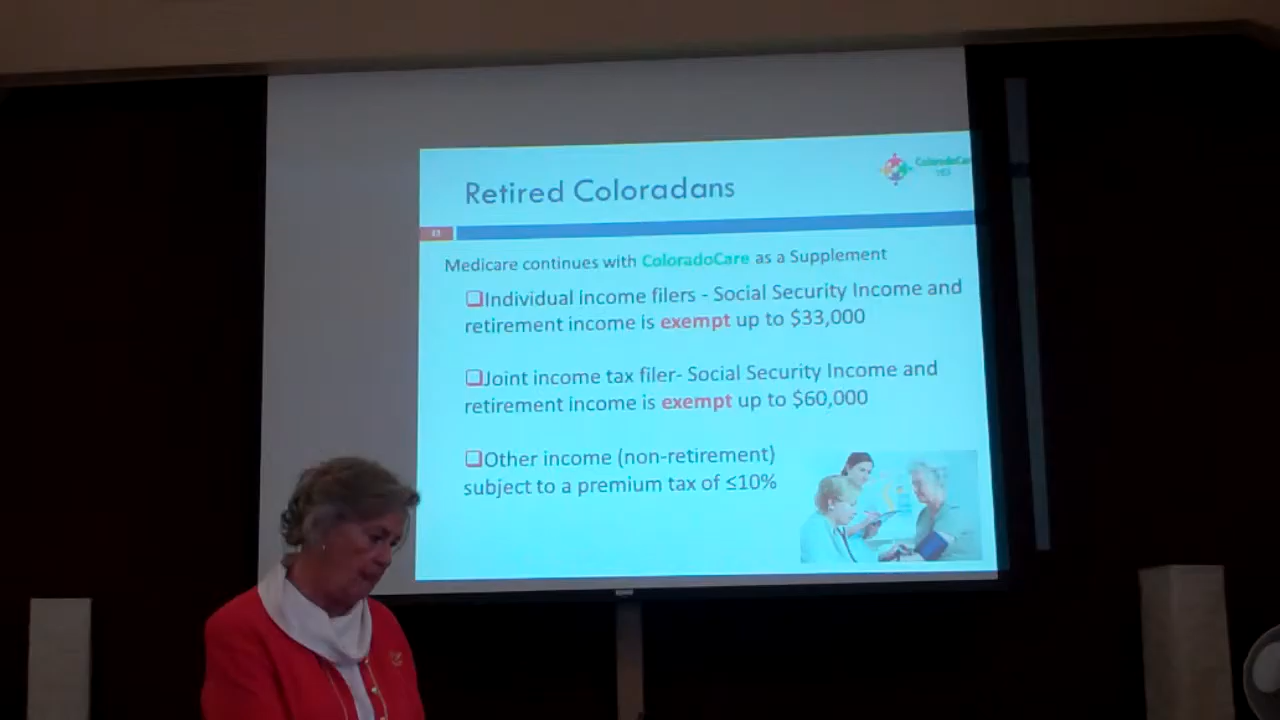 ColoradoCare
YES
Retired Coloradans
Medicare continues with ColoradoCare as a Supplement
❑Individual income filers - Social Security Income and
retirement income is exempt up to $33,000
❑Joint income tax filer- Social Security Income and
retirement income is exempt up to $60,000
❑Other income (non-retirement)
subject to a premium tax of ≤10%